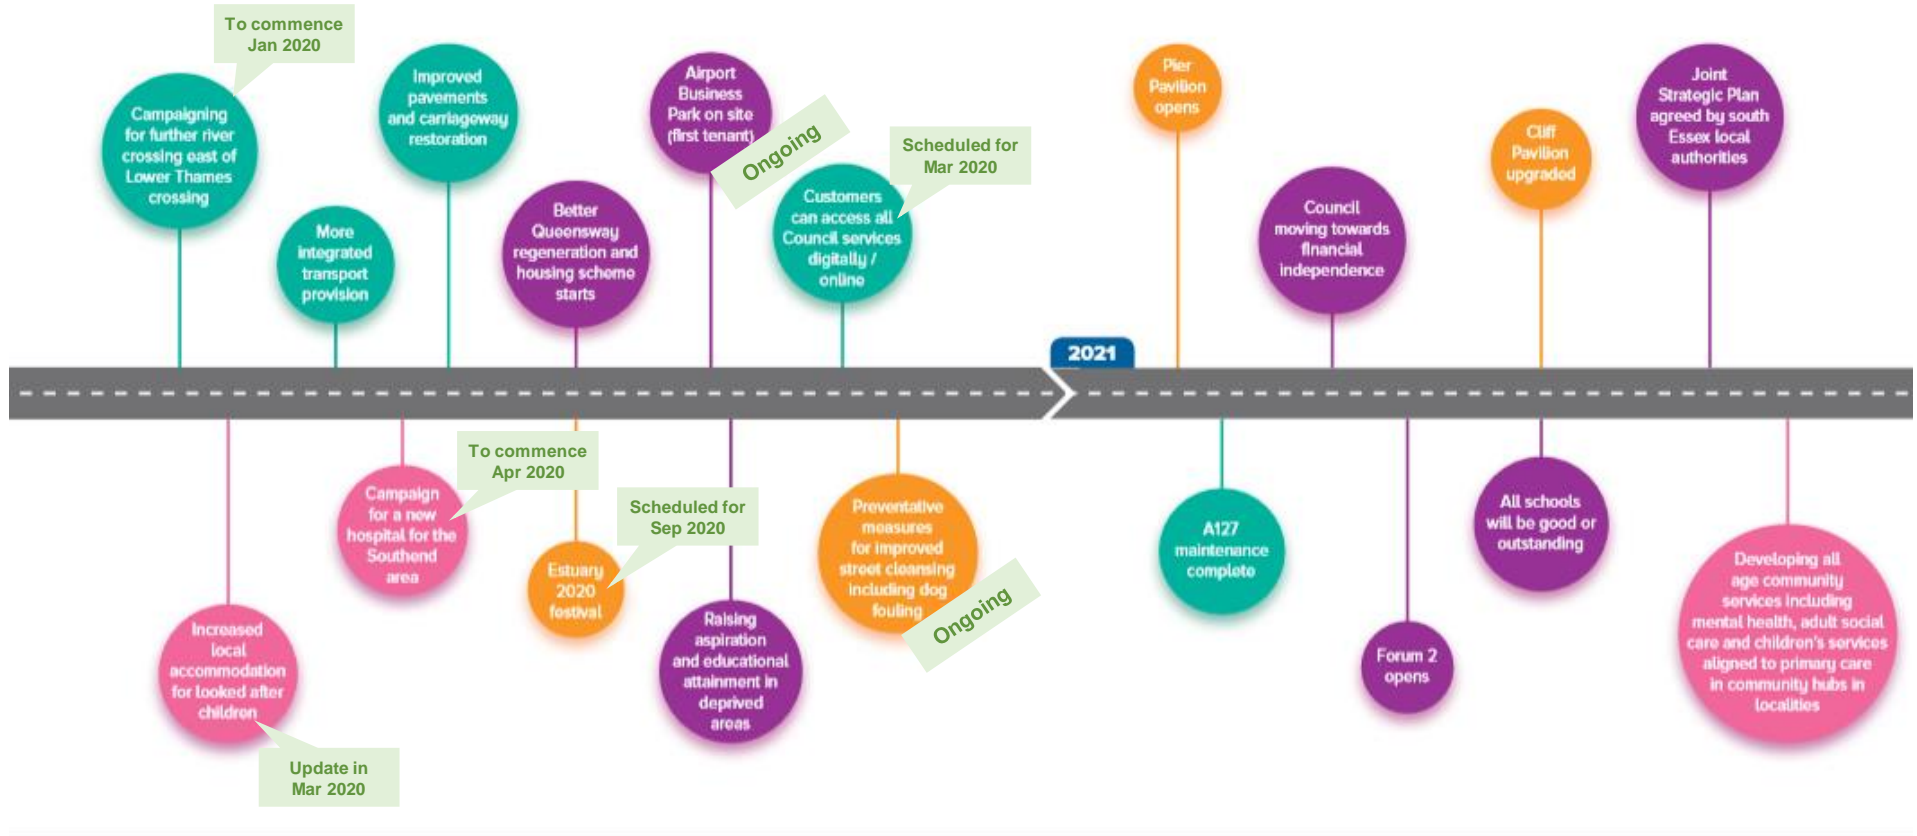 To commence
Jan 2020
Campaigning
for further river
crossing east of
Lower Thames
crossing
More
integrated
transport
provision
Improved
pavements
and carriageway
restoration
Better
Queensway
regeneration and
housing scheme
starts
Airport
Business
Park on site
(first tenant)
Ongoing
Customers
can access all
Council services
digitally /
online
Scheduled for
Mar 2020
2021
Pier
Pavilion
opens
Council
moving towards
financial
independence
Cliff
Pavilion
upgraded
Joint
Strategic Plan
agreed by south
Essex local
authorities
Increased
local
accommodation
for looked after
children
Update in
Mar 2020
Campaign
for a new
hospital for the
Southend
area
To commence
Apr 2020
Estuary
2020
festival
Scheduled for
Sep 2020
Raising
aspiration
and educational
attainment in
deprived
areas
Preventative
measures
for improved
street cleansing
including dog
fouling
Ongoing
A127
maintenance
complete
Forum 2
opens
All schools
will be good or
outstanding
Developing all
age community
services including
mental health, adult social
care and children's services
aligned to primary care
in community hubs in
localities